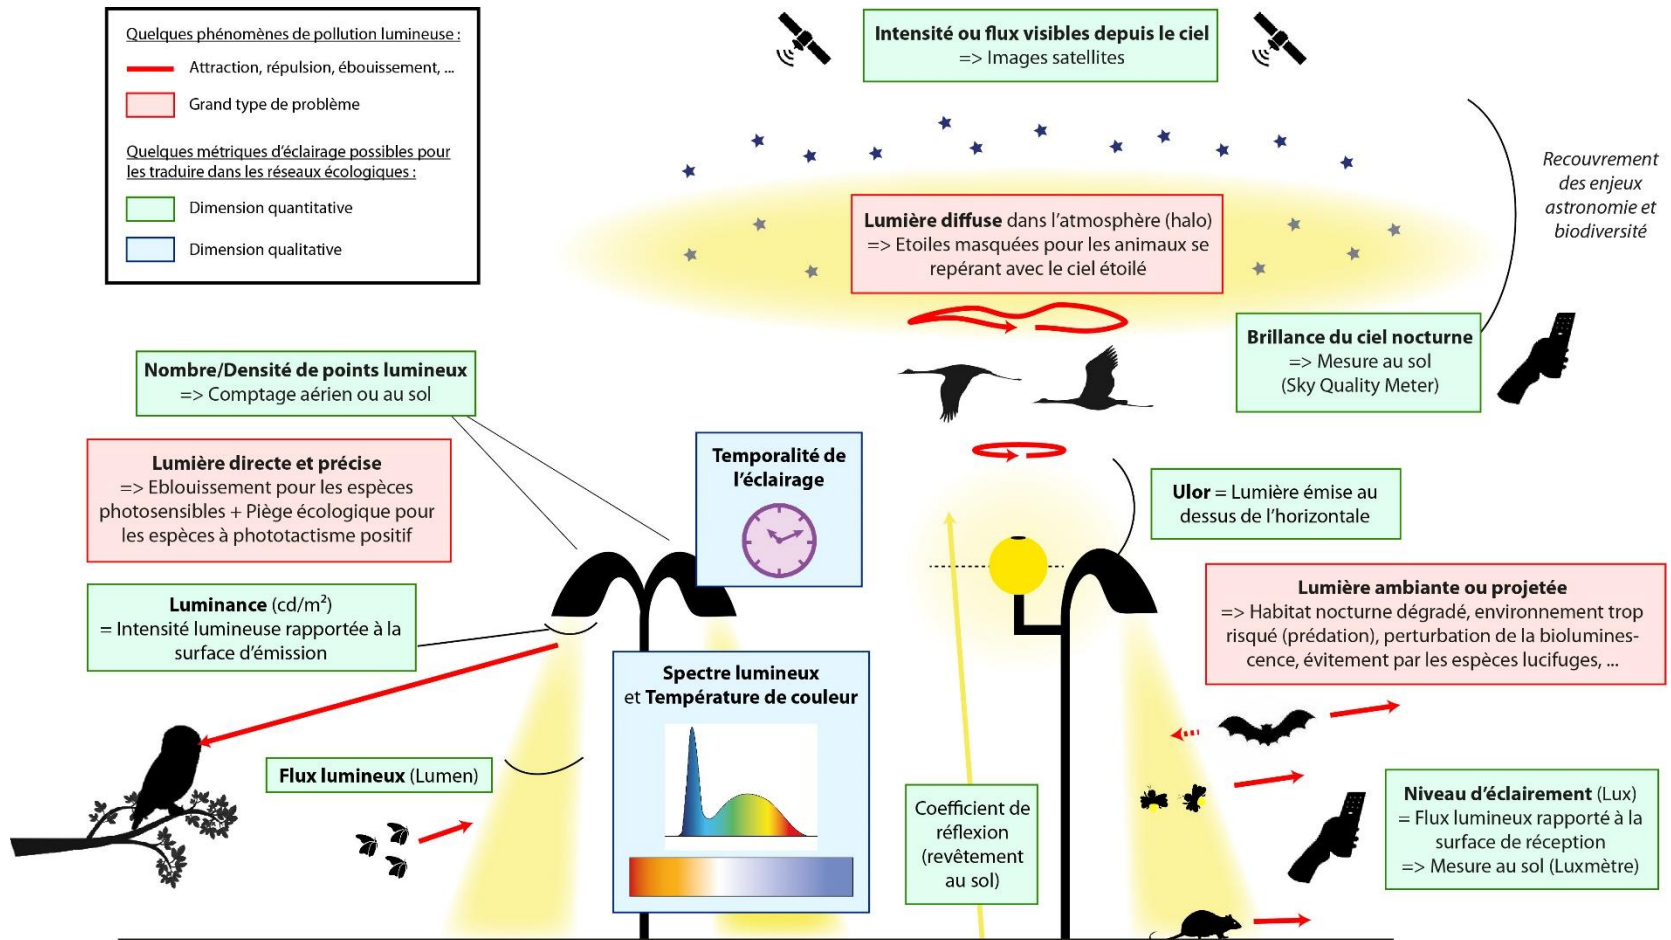 Quelques phénomènes de pollution lumineuse :
Attraction, répulsion, ébouissement, ...
Grand type de problème
Quelques métriques d'éclairage possibles pour
les traduire dans les réseaux écologiques :
Dimension quantitative
Dimension qualitative
Intensité ou flux visibles depuis le ciel
=> Images satellites
Recouvrement
des enjeux
astronomie et
biodiversité
Lumière diffuse dans l'atmosphère (halo)
=> Etoiles masquées pour les animaux se
repérant avec le ciel étoilé
Brillance du ciel nocturne
=> Mesure au sol
(Sky Quality Meter)
Nombre/Densité de points lumineux
=> Comptage aérien ou au sol
Lumière directe et précise
=> Eblouissement pour les espèces
photosensibles + Piège écologique pour
les espèces à phototactisme positif
Temporalité de
l'éclairage
Ulor = Lumière émise au
dessus de l'horizontale
Luminance (cd/m²)
= Intensité lumineuse rapportée à la
surface d'émission
Lumière ambiante ou projetée
=> Habitat nocturne dégradé, environnement trop
risqué (prédation), perturbation de la biolumines-
cence, évitement par les espèces lucifuges, ...
Spectre lumineux
et Température de couleur
Flux lumineux (Lumen)
Coefficient de
réflexion
(revêtement
au sol)
Niveau d'éclairement (Lux)
= Flux lumineux rapporté à la
surface de réception
=> Mesure au sol (Luxmètre)